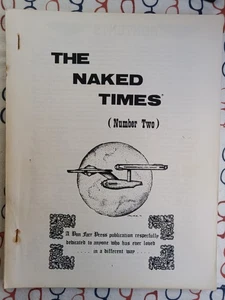 THE
NAKED
TIMES
( Number Two )
A Pon Farr Press publication respectfully
dedicated to anyone who has ever loved
. . . in a different way . . .